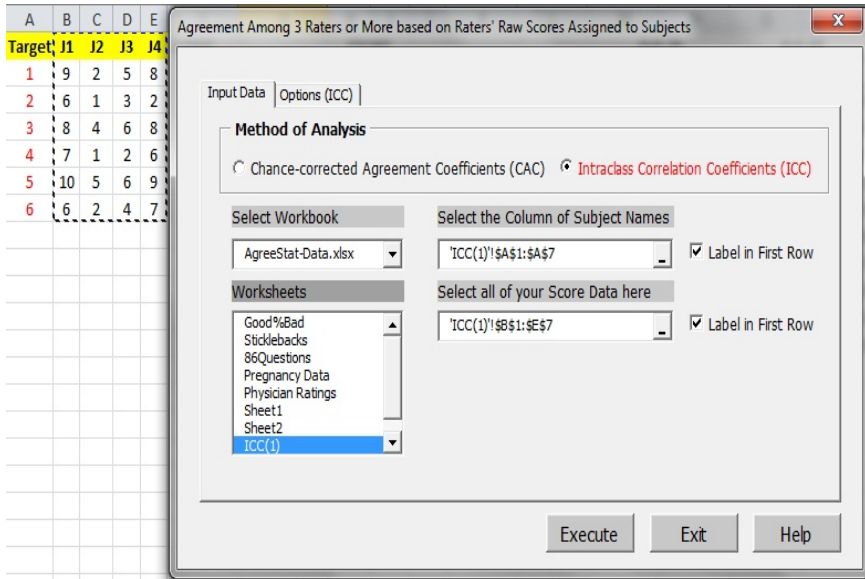 A B C D E
Target J1 J2 J3 J4
1 9 2 5 8
2 6 1 3 2
3 8 4 6 8
4 7 1 2 6
5 10 5 6 9
6 6 2 4 7
Agreement Among 3 Raters or More based on Raters' Raw Scores Assigned to Subjects
Input Data Options (ICC)
Method of Analysis
Chance-corrected Agreement Coefficients (CAC) Intraclass Correlation Coefficients (ICC)
Select Workbook Select the Column of Subject Names
AgreeStat-Data.xlsx 'ICC(1)'!$A$1:$A$7 Label in First Row
Worksheets Select all of your Score Data here
Good%Bad 'ICC(1)'!$B$1:$E$7 Label in First Row
Sticklebacks
86Questions
Pregnancy Data
Physician Ratings
Sheet1
Sheet2
ICC(1)
Execute Exit Help